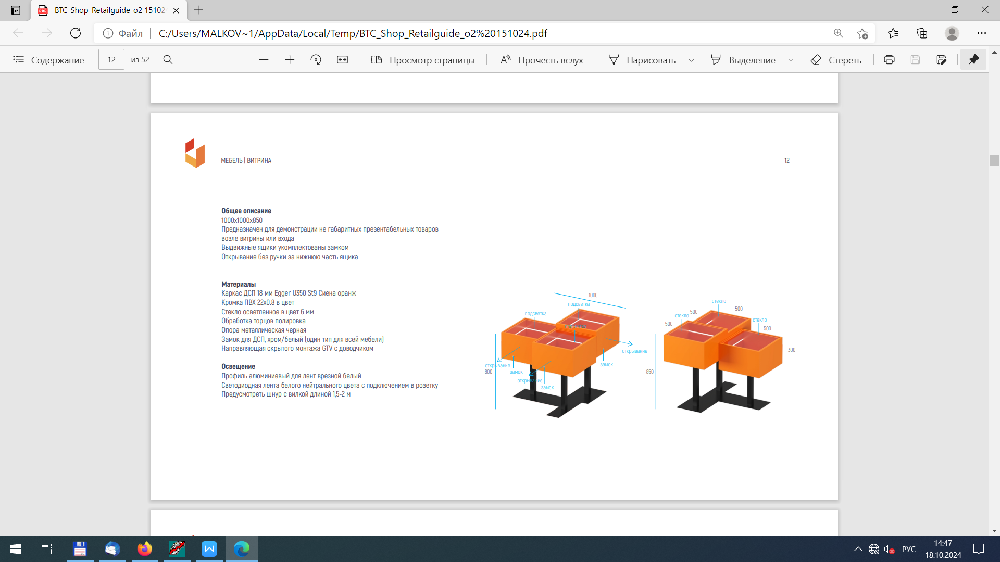 BTC_Shop_Retailguide_o2 151024
Файл
C:/Users/MALKOV~1/AppData/Local/Temp/BTC_Shop_Retailguide_o2%20151024.pdf
Содержание
12
из 52
Просмотр страницы
Прочесть вслух
Нарисовать
Выделение
Стереть
МЕБЕЛЬ | ВИТРИНА
12
Общее описание
1000х1000х850
Предназначен для демонстрации не габаритных презентабельных товаров
возле витрины или входа
Выдвижные ящики укомплектованы замком
Открывание без ручки за нижнюю часть ящика
Материалы
Каркас ДСП 18 мм Egger U350 St9 Сиена оранж
Кромка ПВХ 22х0.8 в цвет
Стекло осветленное в цвет 6 мм
Обработка торцов полировка
Опора металлическая черная
Замок для ДСП, хром/белый (один тип для всей мебели)
Направляющая скрытого монтажа GTV с доводчиком
Освещение
Профиль алюминиевый для лент врезной белый
Светодиодная лента белого нейтрального цвета с подключением в розетку
Предусмотреть шнур с вилкой длиной 1,5-2 м
1000
подсветка
подсветка
подсветка
открывание
открывание
замок
800
замок
открывание
замок
стекло
500
500
стекло
стекло
500
500
300
850
РУС
14:47
18.10.2024